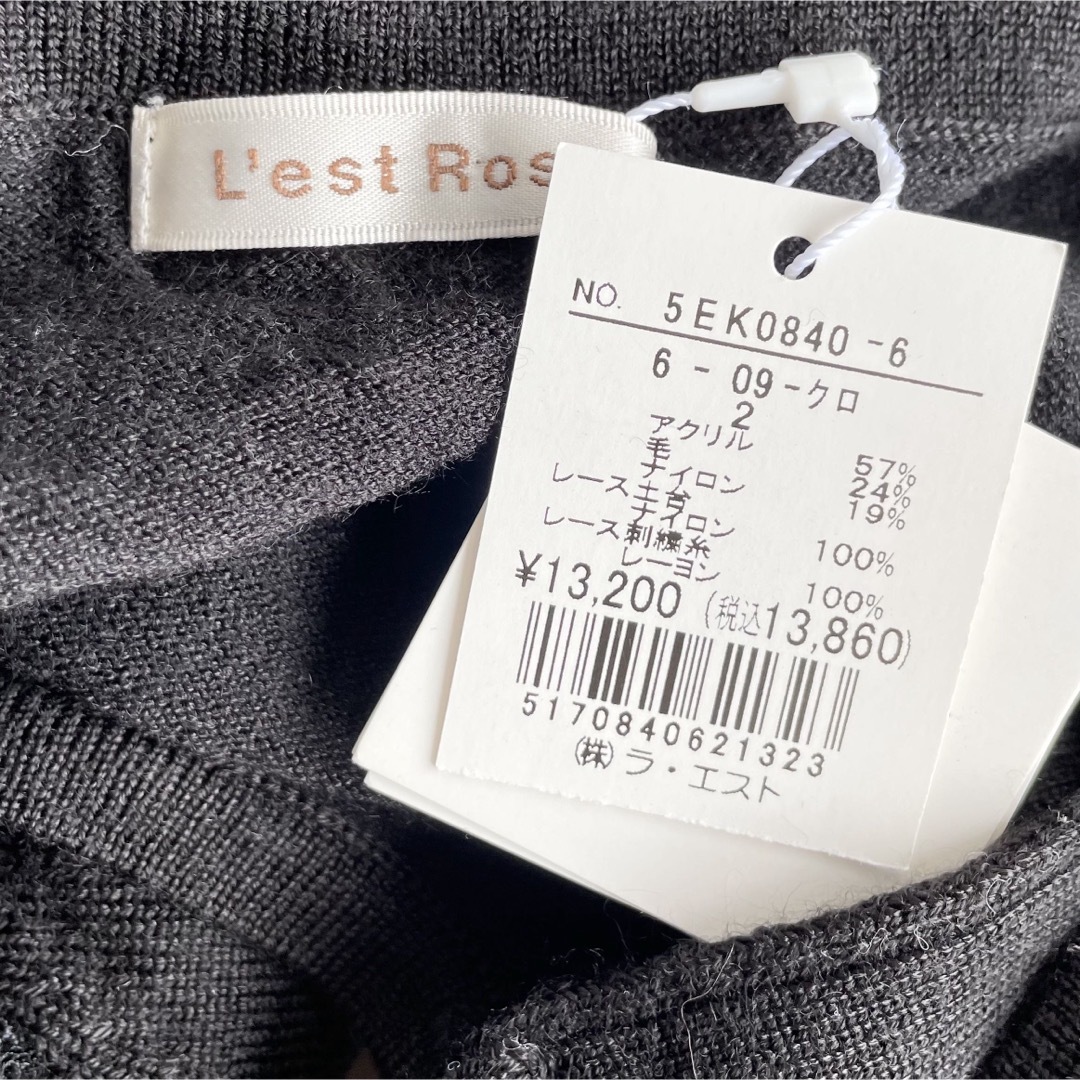 L'est Ros
NO. 5EK0840-6
6-09-クロ
2
アクリル 57%
毛 24%
ナイロン 19%
レース土台
ナイロン 100%
レース刺繍糸
レーヨン 100%
¥13,200 (税込13,860)
5170840621323
(株)ラ・エスト